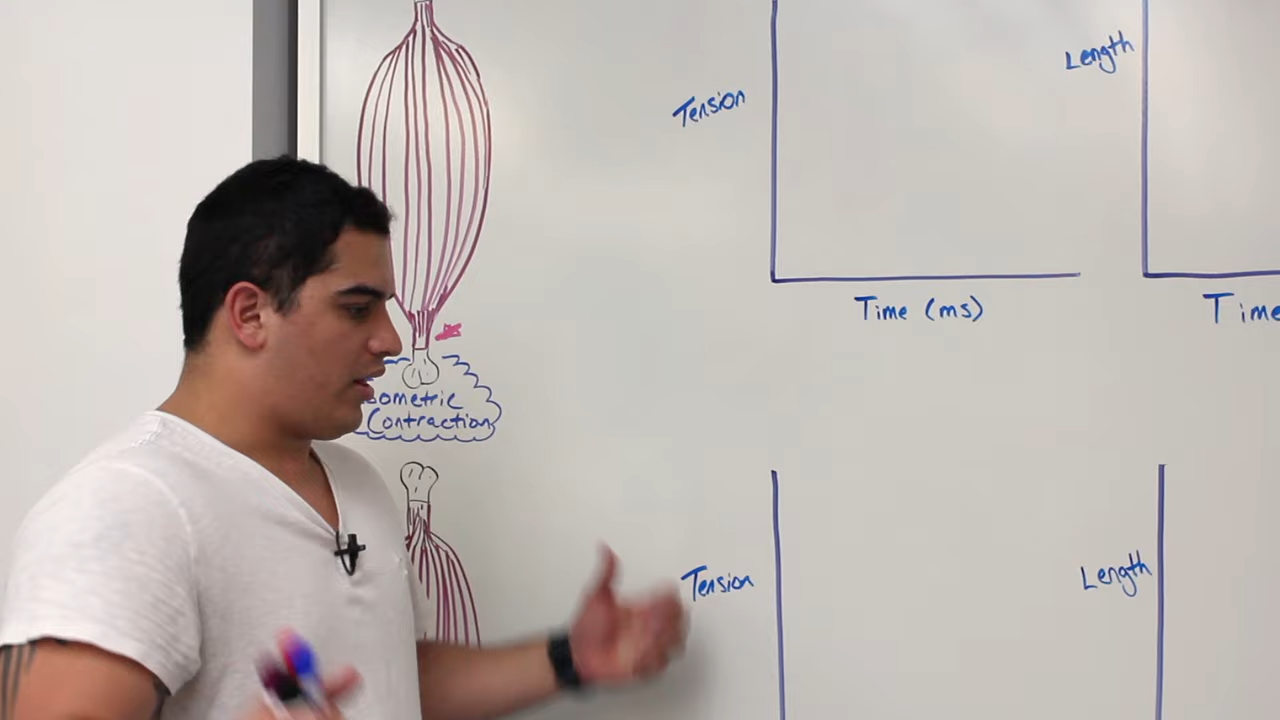 Length
Tension
Time (ms)
Time
ometric
Contraction
Tension
Length